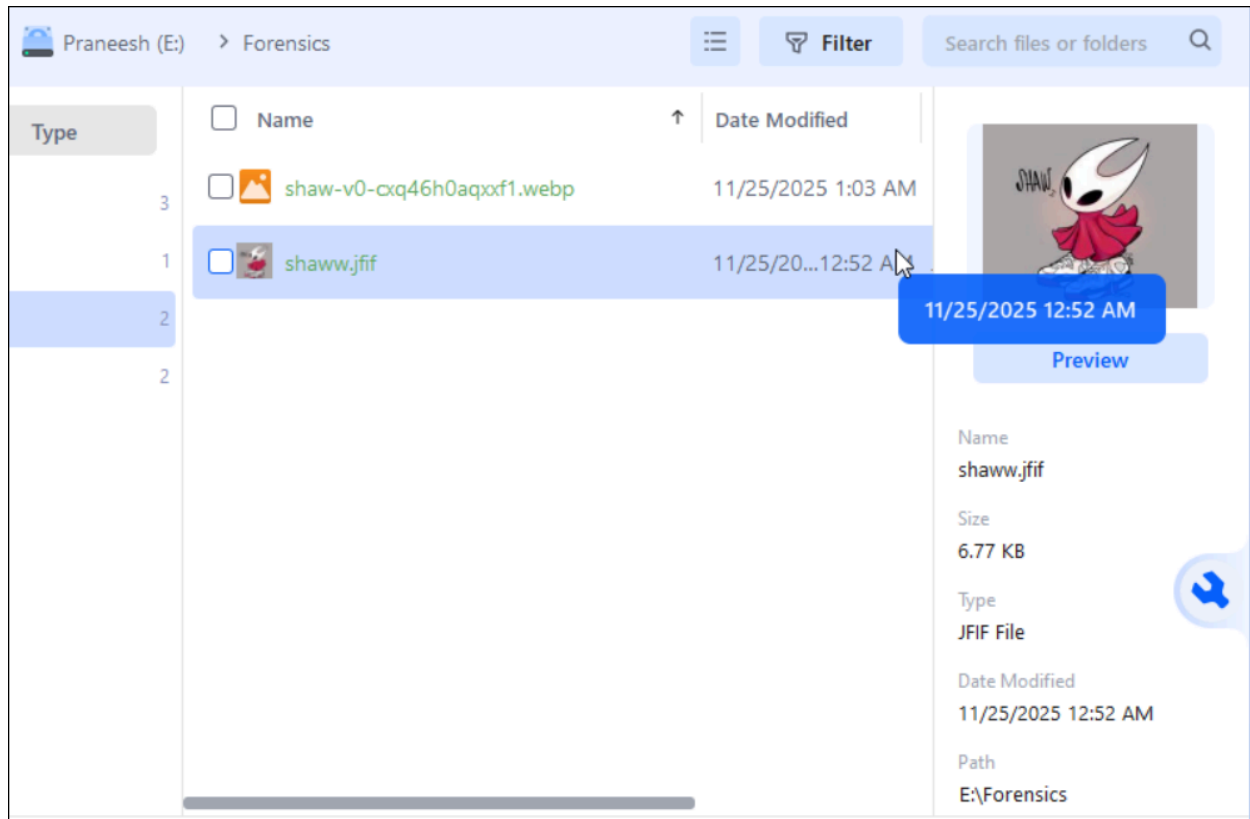 Praneesh (E:) > Forensics
Filter
Search files or folders
Type
3
1
2
2
Name
Date Modified
shaw-v0-cxq46h0aqxxf1.webp
11/25/2025 1:03 AM
shaww.jfif
11/25/20...12:52 AM
SHAW
11/25/2025 12:52 AM
Preview
Name
shaww.jfif
Size
6.77 KB
Type
JFIF File
Date Modified
11/25/2025 12:52 AM
Path
E:\Forensics